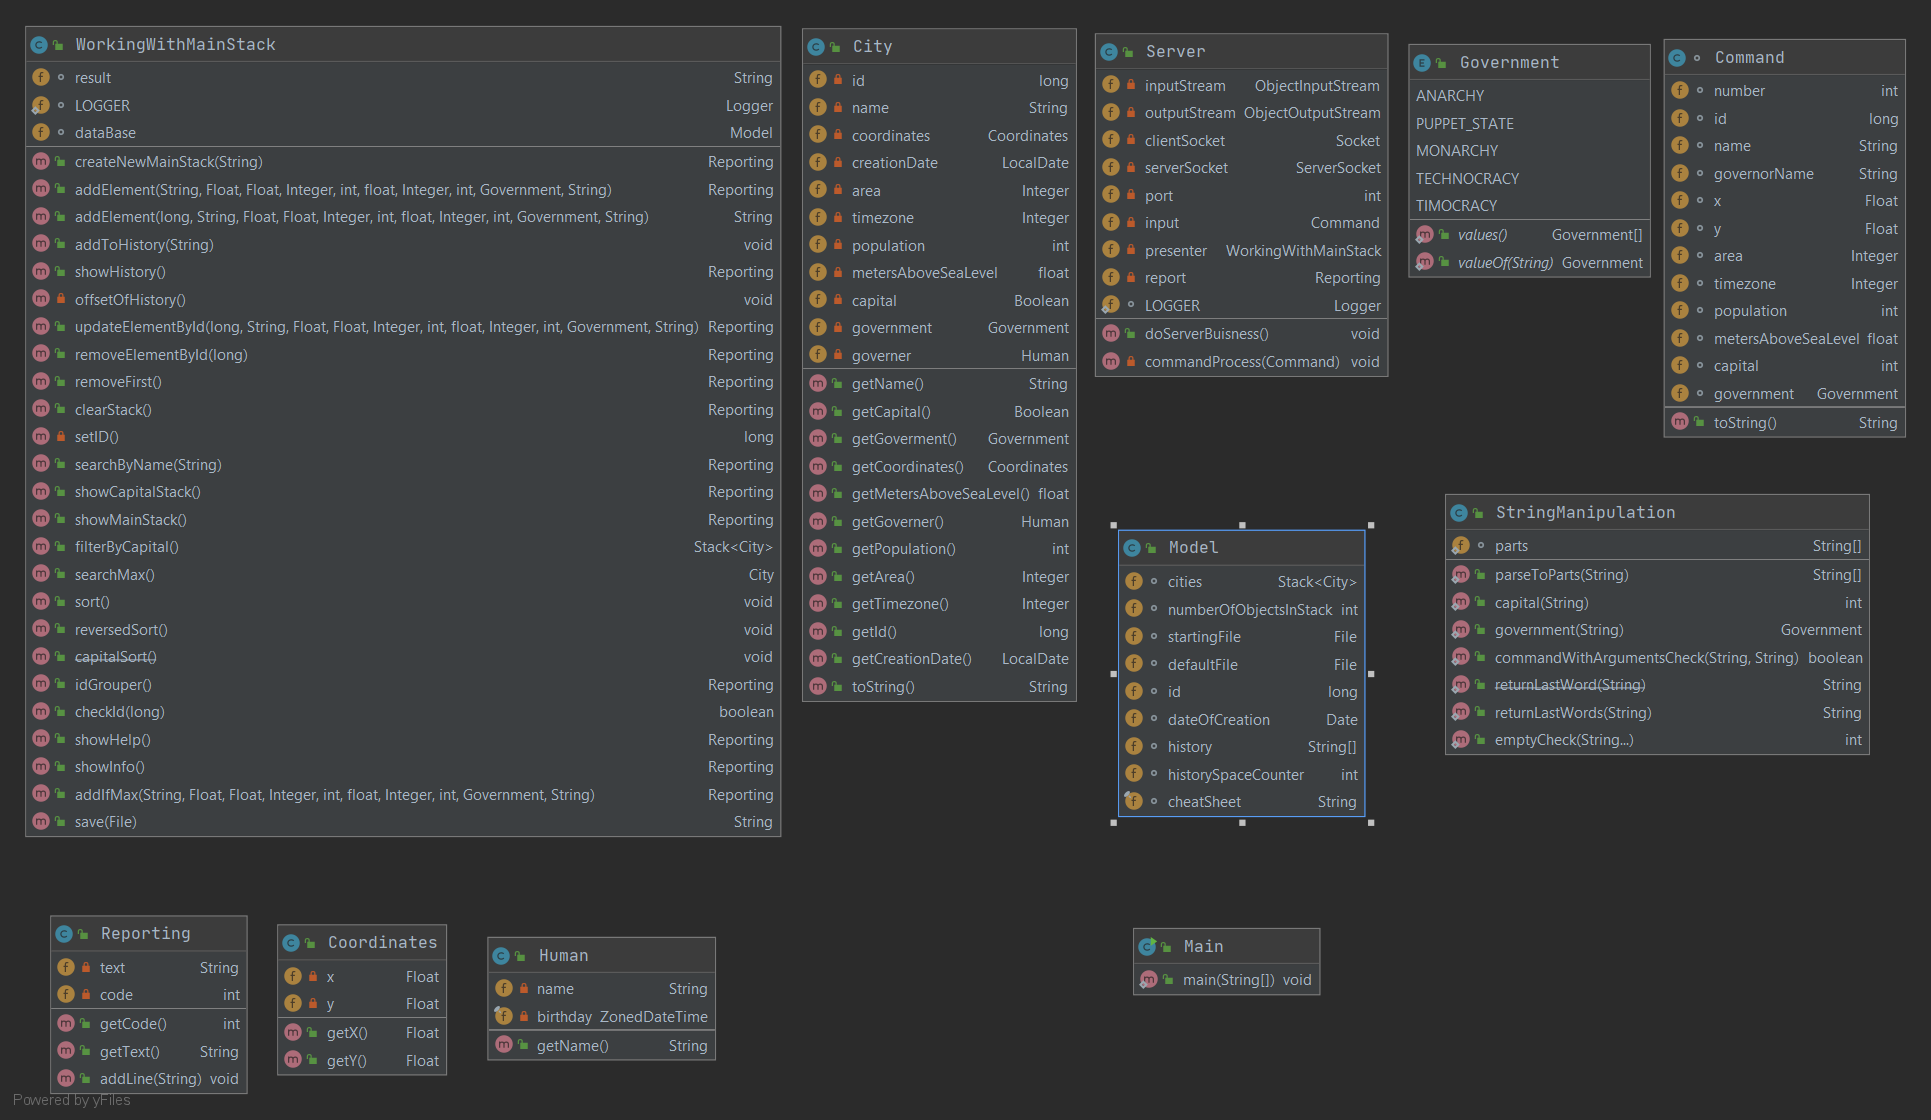 WorkingWithMainStack
result String
LOGGER Logger
dataBase Model
createNewMainStack(String) Reporting
addElement(String, Float, Float, Integer, int, float, Integer, int, Government, String) Reporting
addElement(long, String, Float, Float, Integer, int, float, Integer, int, Government, String) String
addToHistory(String) void
showHistory() Reporting
offsetOfHistory() void
updateElementById(long, String, Float, Float, Integer, int, float, Integer, int, Government, String) Reporting
removeElementById(long) Reporting
removeFirst() Reporting
clearStack() Reporting
setID() long
searchByName(String) Reporting
showCapitalStack() Reporting
showMainStack() Reporting
filterByCapital() Stack<City>
searchMax() City
sort() void
reversedSort() void
capitalSort() void
idGrouper() Reporting
checkId(long) boolean
showHelp() Reporting
showInfo() Reporting
addIfMax(String, Float, Float, Integer, int, float, Integer, int, Government, String) Reporting
save(File) String
City
id long
name String
coordinates Coordinates
creationDate LocalDate
area Integer
timezone Integer
population int
metersAboveSeaLevel float
capital Boolean
government Government
governer Human
getName() String
getCapital() Boolean
getGoverment() Government
getCoordinates() Coordinates
getMetersAboveSeaLevel() float
getGoverner() Human
getPopulation() int
getArea() Integer
getTimezone() Integer
getId() long
getCreationDate() LocalDate
toString() String
Server
inputStream ObjectInputStream
outputStream ObjectOutputStream
clientSocket Socket
serverSocket ServerSocket
port int
input Command
presenter WorkingWithMainStack
report Reporting
LOGGER Logger
doServerBuisness() void
commandProcess(Command) void
Government
ANARCHY
PUPPET_STATE
MONARCHY
TECHNOCRACY
TIMOCRACY
values() Government[]
valueOf(String) Government
Command
number int
id long
name String
governorName String
x Float
y Float
area Integer
timezone Integer
population int
metersAboveSeaLevel float
capital int
government Government
toString() String
Model
cities Stack<City>
numberOfObjectsInStack int
startingFile File
defaultFile File
id long
dateOfCreation Date
history String[]
historySpaceCounter int
cheatSheet String
StringManipulation
parts String[]
parseToParts(String) String[]
capital(String) int
government(String) Government
commandWithArgumentsCheck(String, String) boolean
returnLastWord(String) String
returnLastWords(String) String
emptyCheck(String...) int
Reporting
text String
code int
getCode() int
getText() String
addLine(String) void
Coordinates
x Float
y Float
getX() Float
getY() Float
Human
name String
birthday ZonedDateTime
getName() String
Main
main(String[]) void
Powered by yFiles